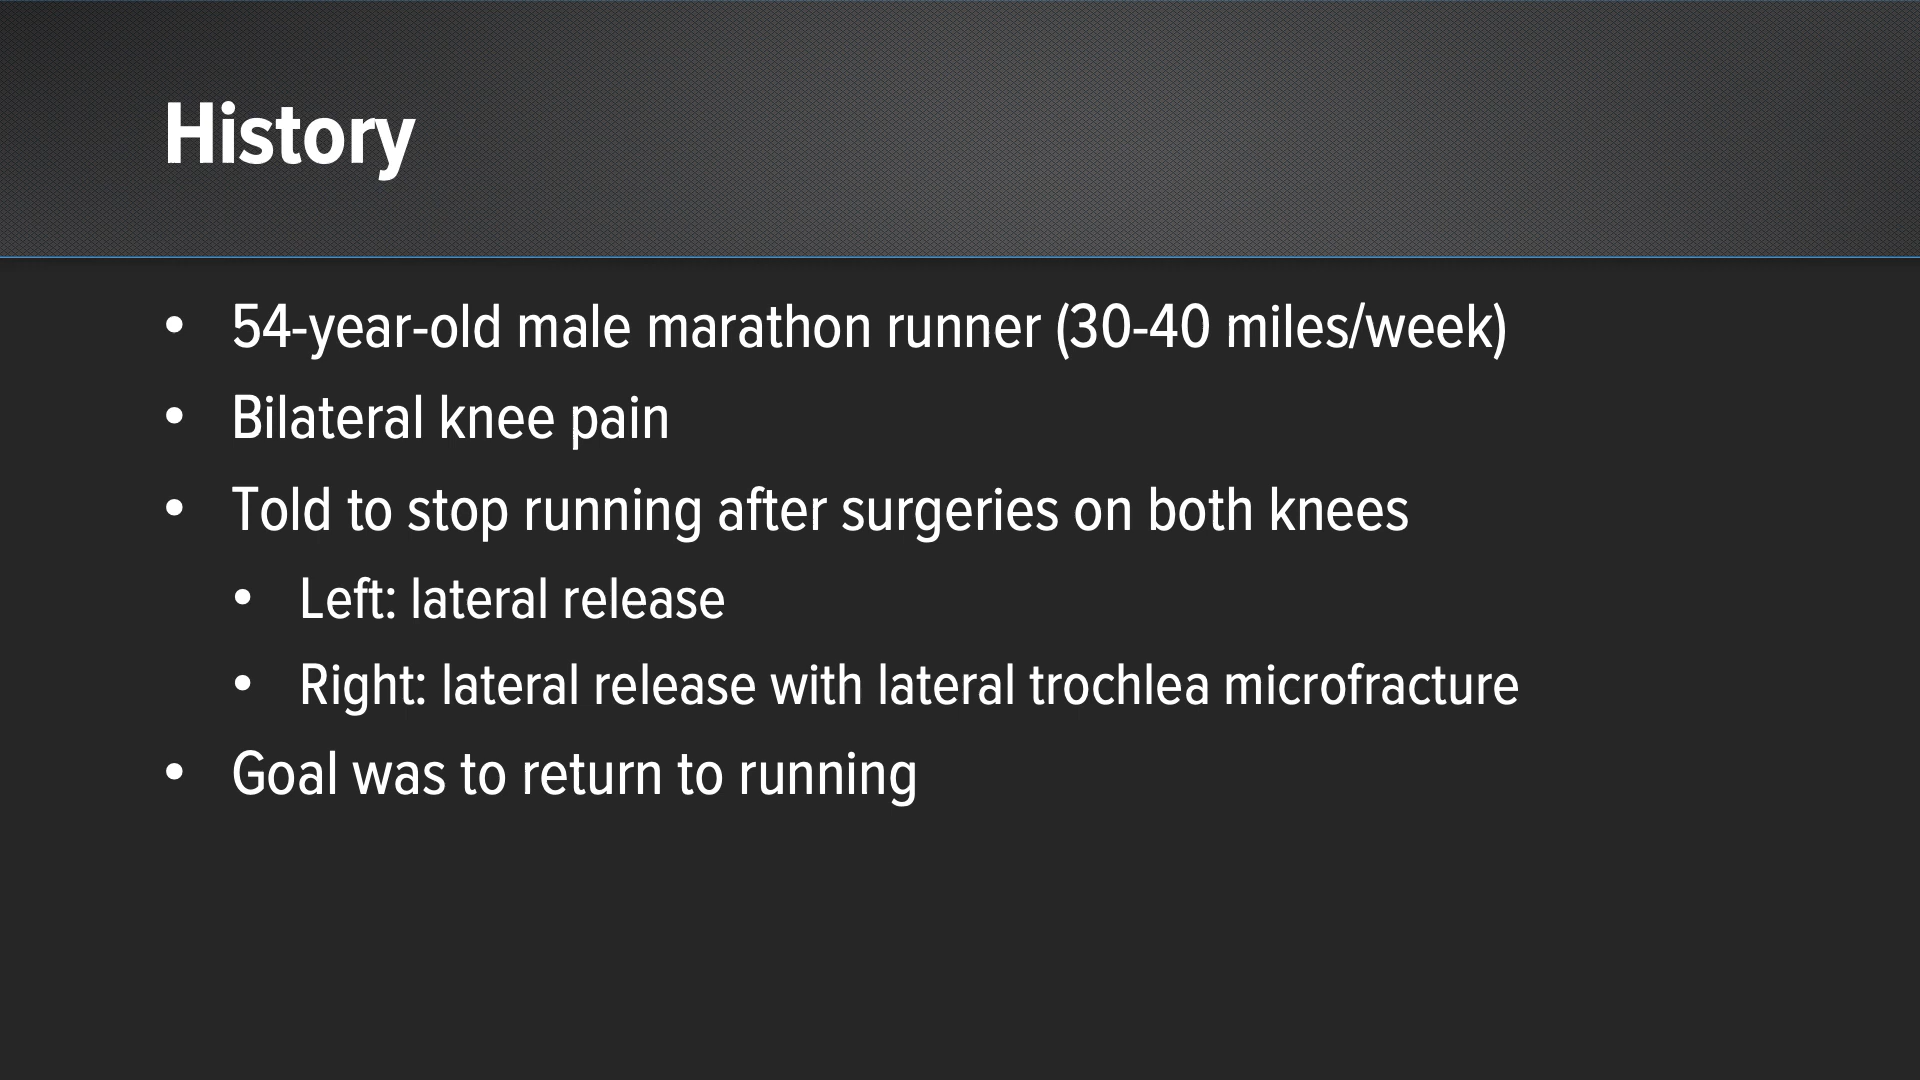 History
• 54-year-old male marathon runner (30-40 miles/week)
• Bilateral knee pain
• Told to stop running after surgeries on both knees
• Left: lateral release
• Right: lateral release with lateral trochlea microfracture
• Goal was to return to running